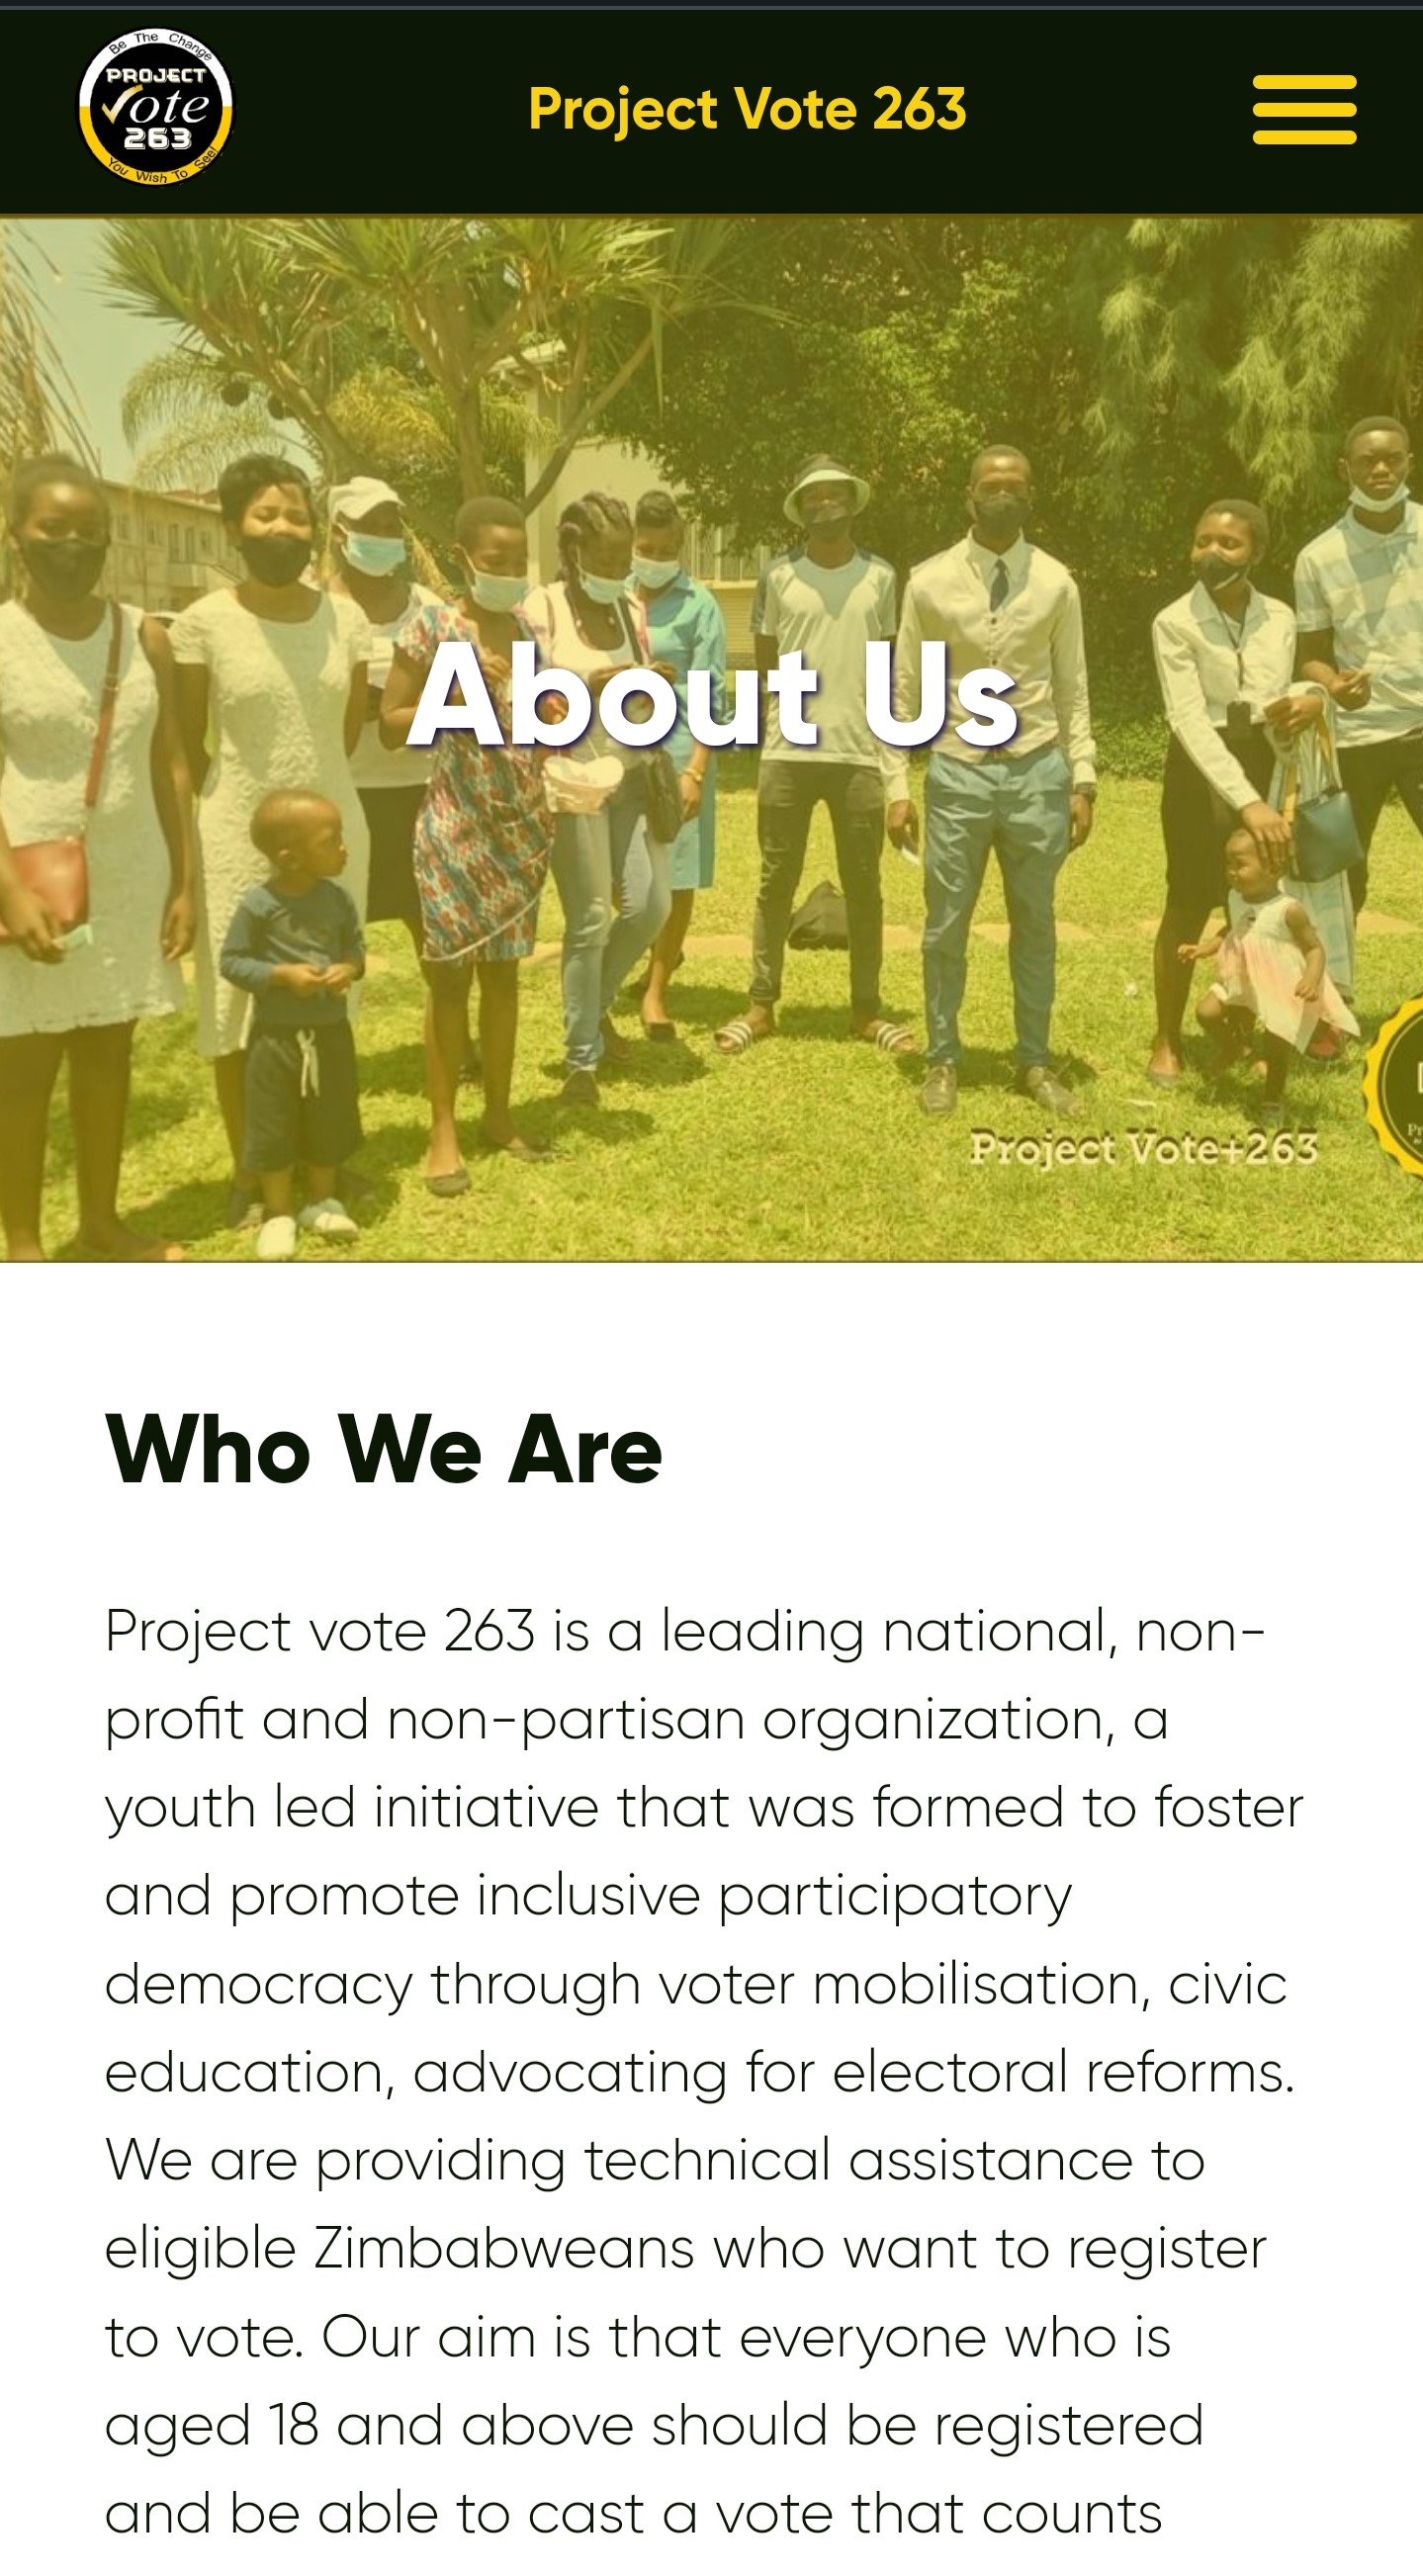 Be The Change
PROJECT
Vote
263
You Wish To See!
Project Vote 263
About Us
Project Vote+263
Who We Are
Project vote 263 is a leading national, non-
profit and non-partisan organization, a
youth led initiative that was formed to foster
and promote inclusive participatory
democracy through voter mobilisation, civic
education, advocating for electoral reforms.
We are providing technical assistance to
eligible Zimbabweans who want to register
to vote. Our aim is that everyone who is
aged 18 and above should be registered
and be able to cast a vote that counts